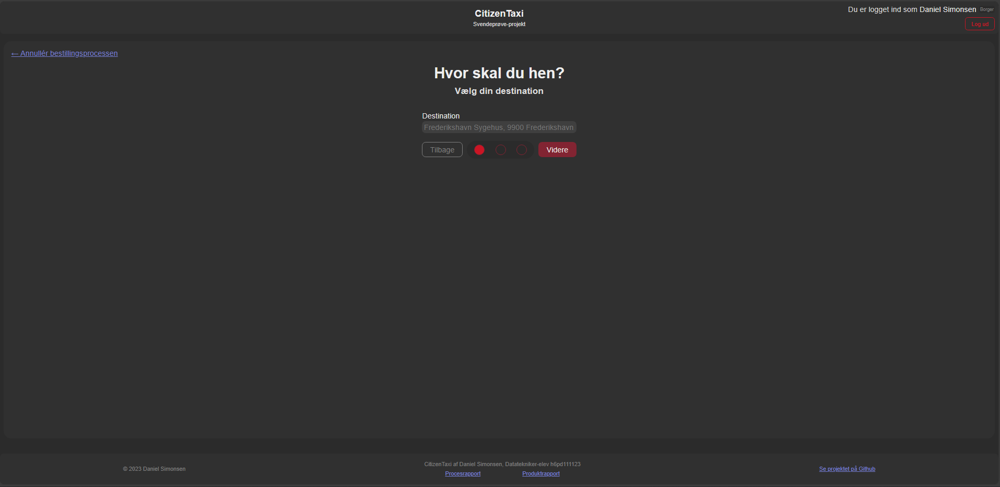 CitizenTaxi
Svendeprøve-projekt
Du er logget ind som Daniel Simonsen Borger
Log ud
← Annullér bestillingsprocessen
Hvor skal du hen?
Vælg din destination
Destination
Frederikshavn Sygehus, 9900 Frederikshavn
Tilbage
Videre
© 2023 Daniel Simonsen
CitizenTaxi af Daniel Simonsen, Datatekniker-elev h6pd111123
Procesrapport Produktrapport
Se projektet på Github